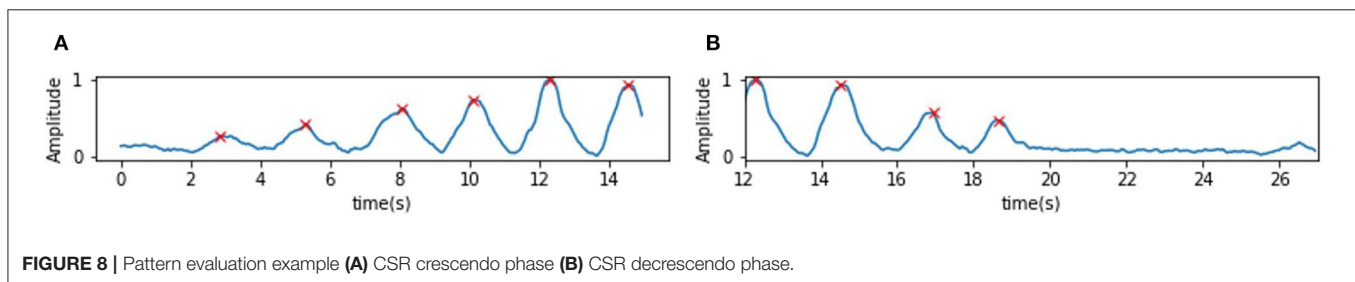 A
Amplitude
1
0
0 2 4 6 8 10 12 14
time(s)
B
Amplitude
1
0
12 14 16 18 20 22 24 26
time(s)
FIGURE 8 | Pattern evaluation example (A) CSR crescendo phase (B) CSR decrescendo phase.